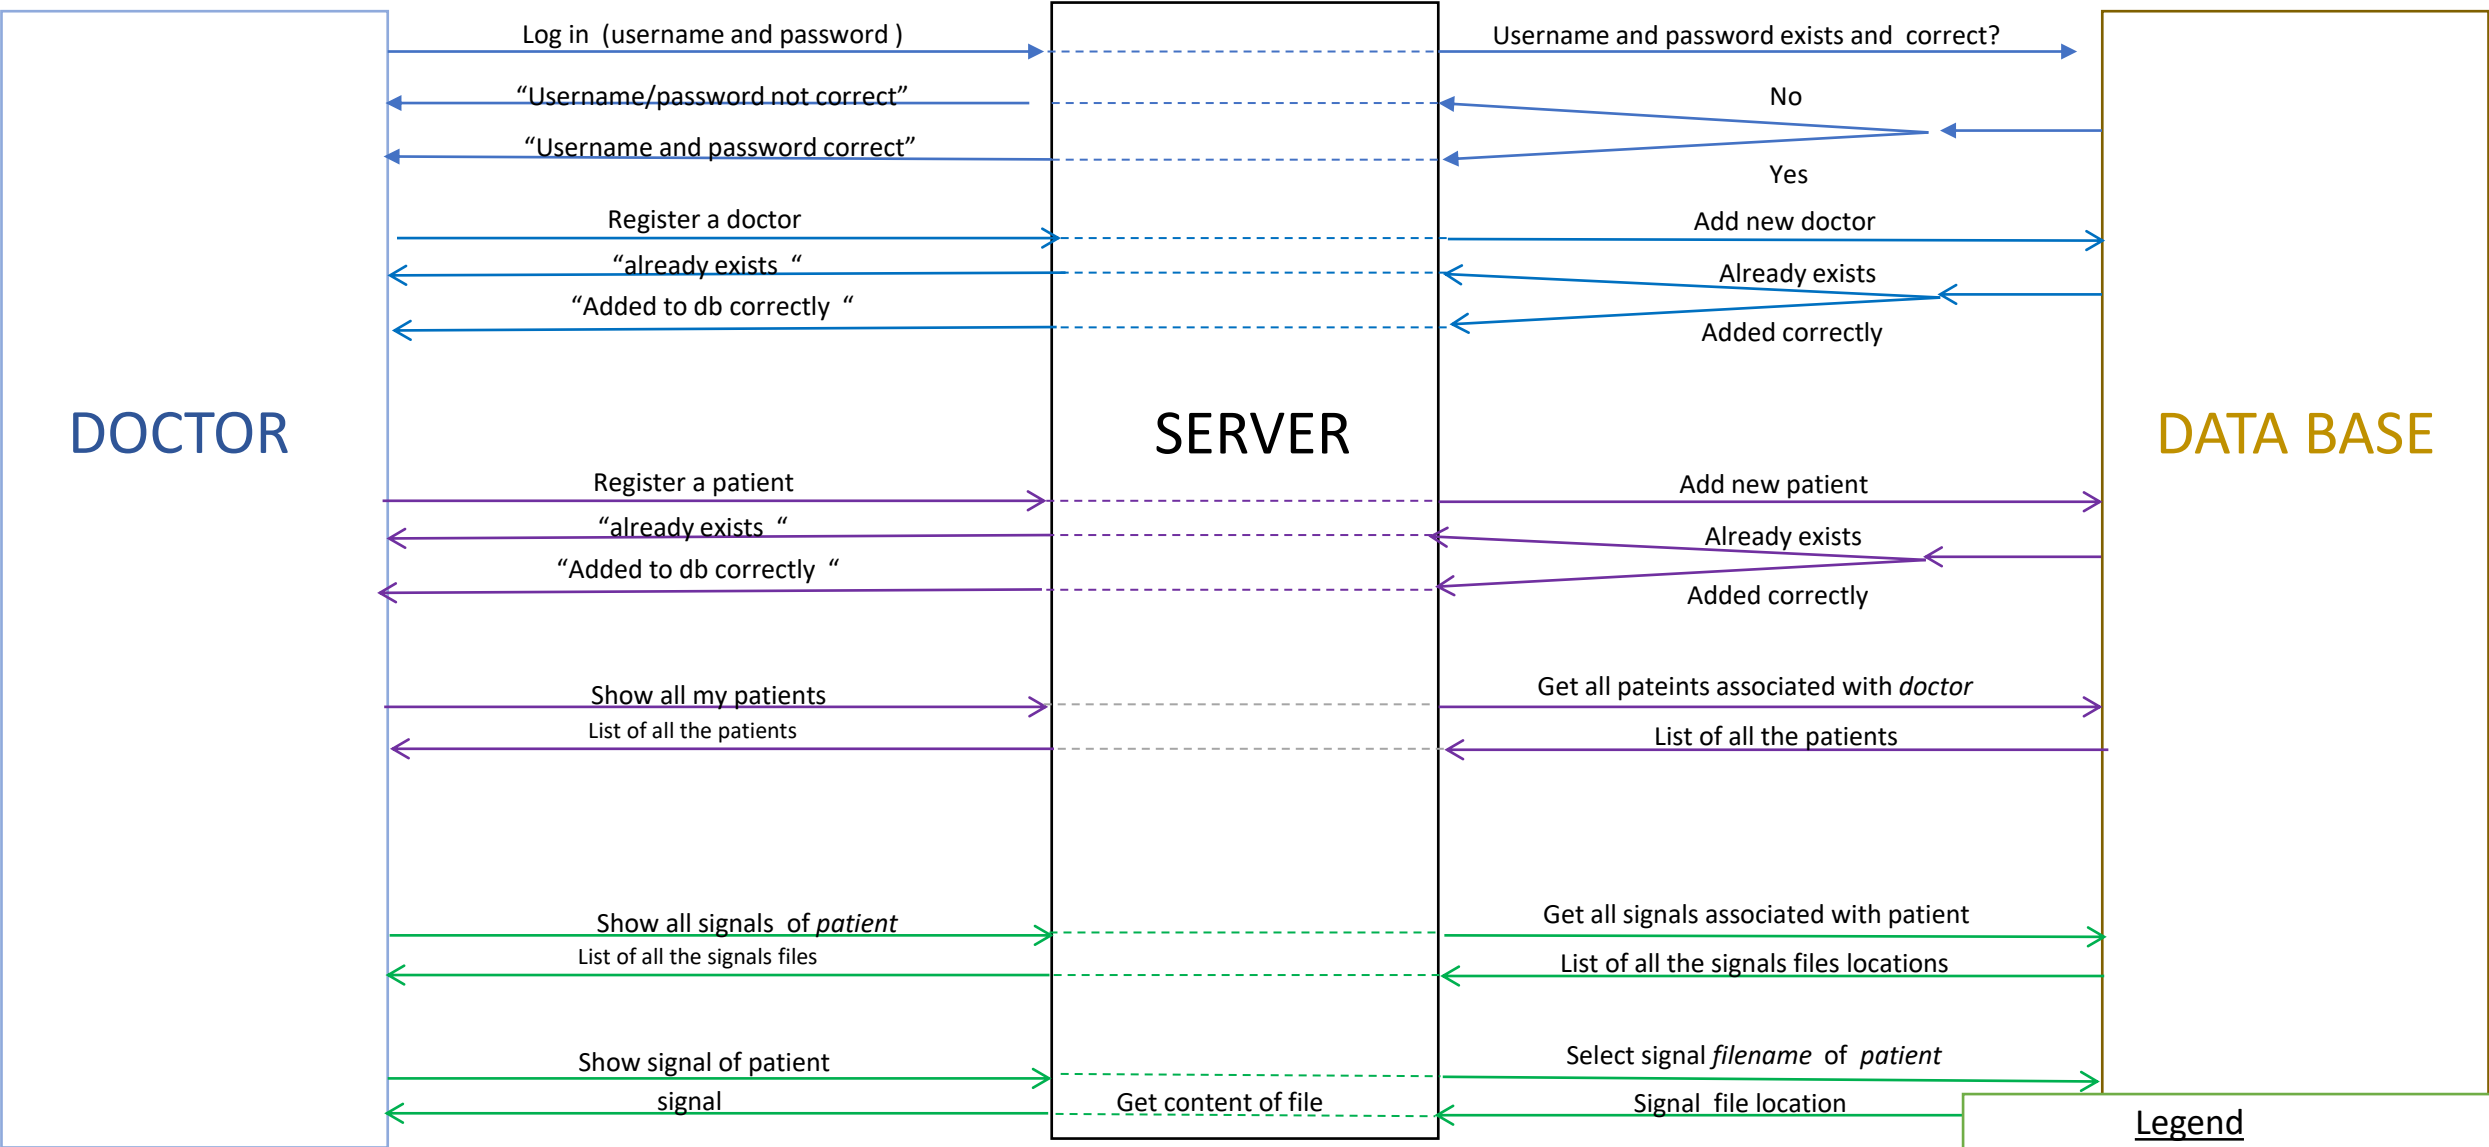 Log in  (username and password )
Username and password exists and  correct?
“Username/password not correct”
No
“Username and password correct”
Yes
Register a doctor
Add new doctor
“already exists  “
Already exists
“Added to db correctly  “
Added correctly
DOCTOR
SERVER
DATA BASE
Register a patient
Add new patient
“already exists  “
Already exists
“Added to db correctly  “
Added correctly
Show all my patients
Get all pateints associated with doctor
List of all the patients
List of all the patients
Show all signals  of patient
Get all signals associated with patient
List of all the signals files
List of all the signals files locations
Show signal of patient
Select signal filename  of  patient
signal
Get content of file
Signal  file location
Legend